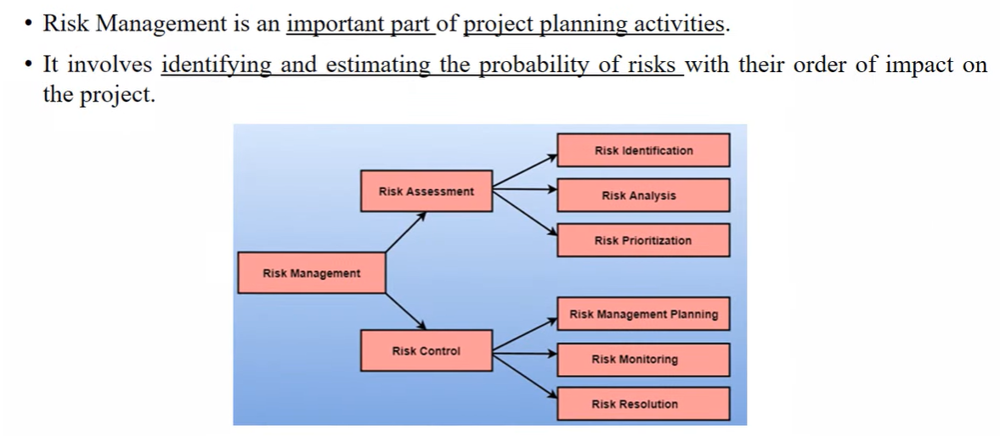 • Risk Management is an important part of project planning activities.
• It involves identifying and estimating the probability of risks with their order of impact on
the project.
Risk Identification
Risk Assessment
Risk Analysis
Risk Prioritization
Risk Management
Risk Management Planning
Risk Control
Risk Monitoring
Risk Resolution